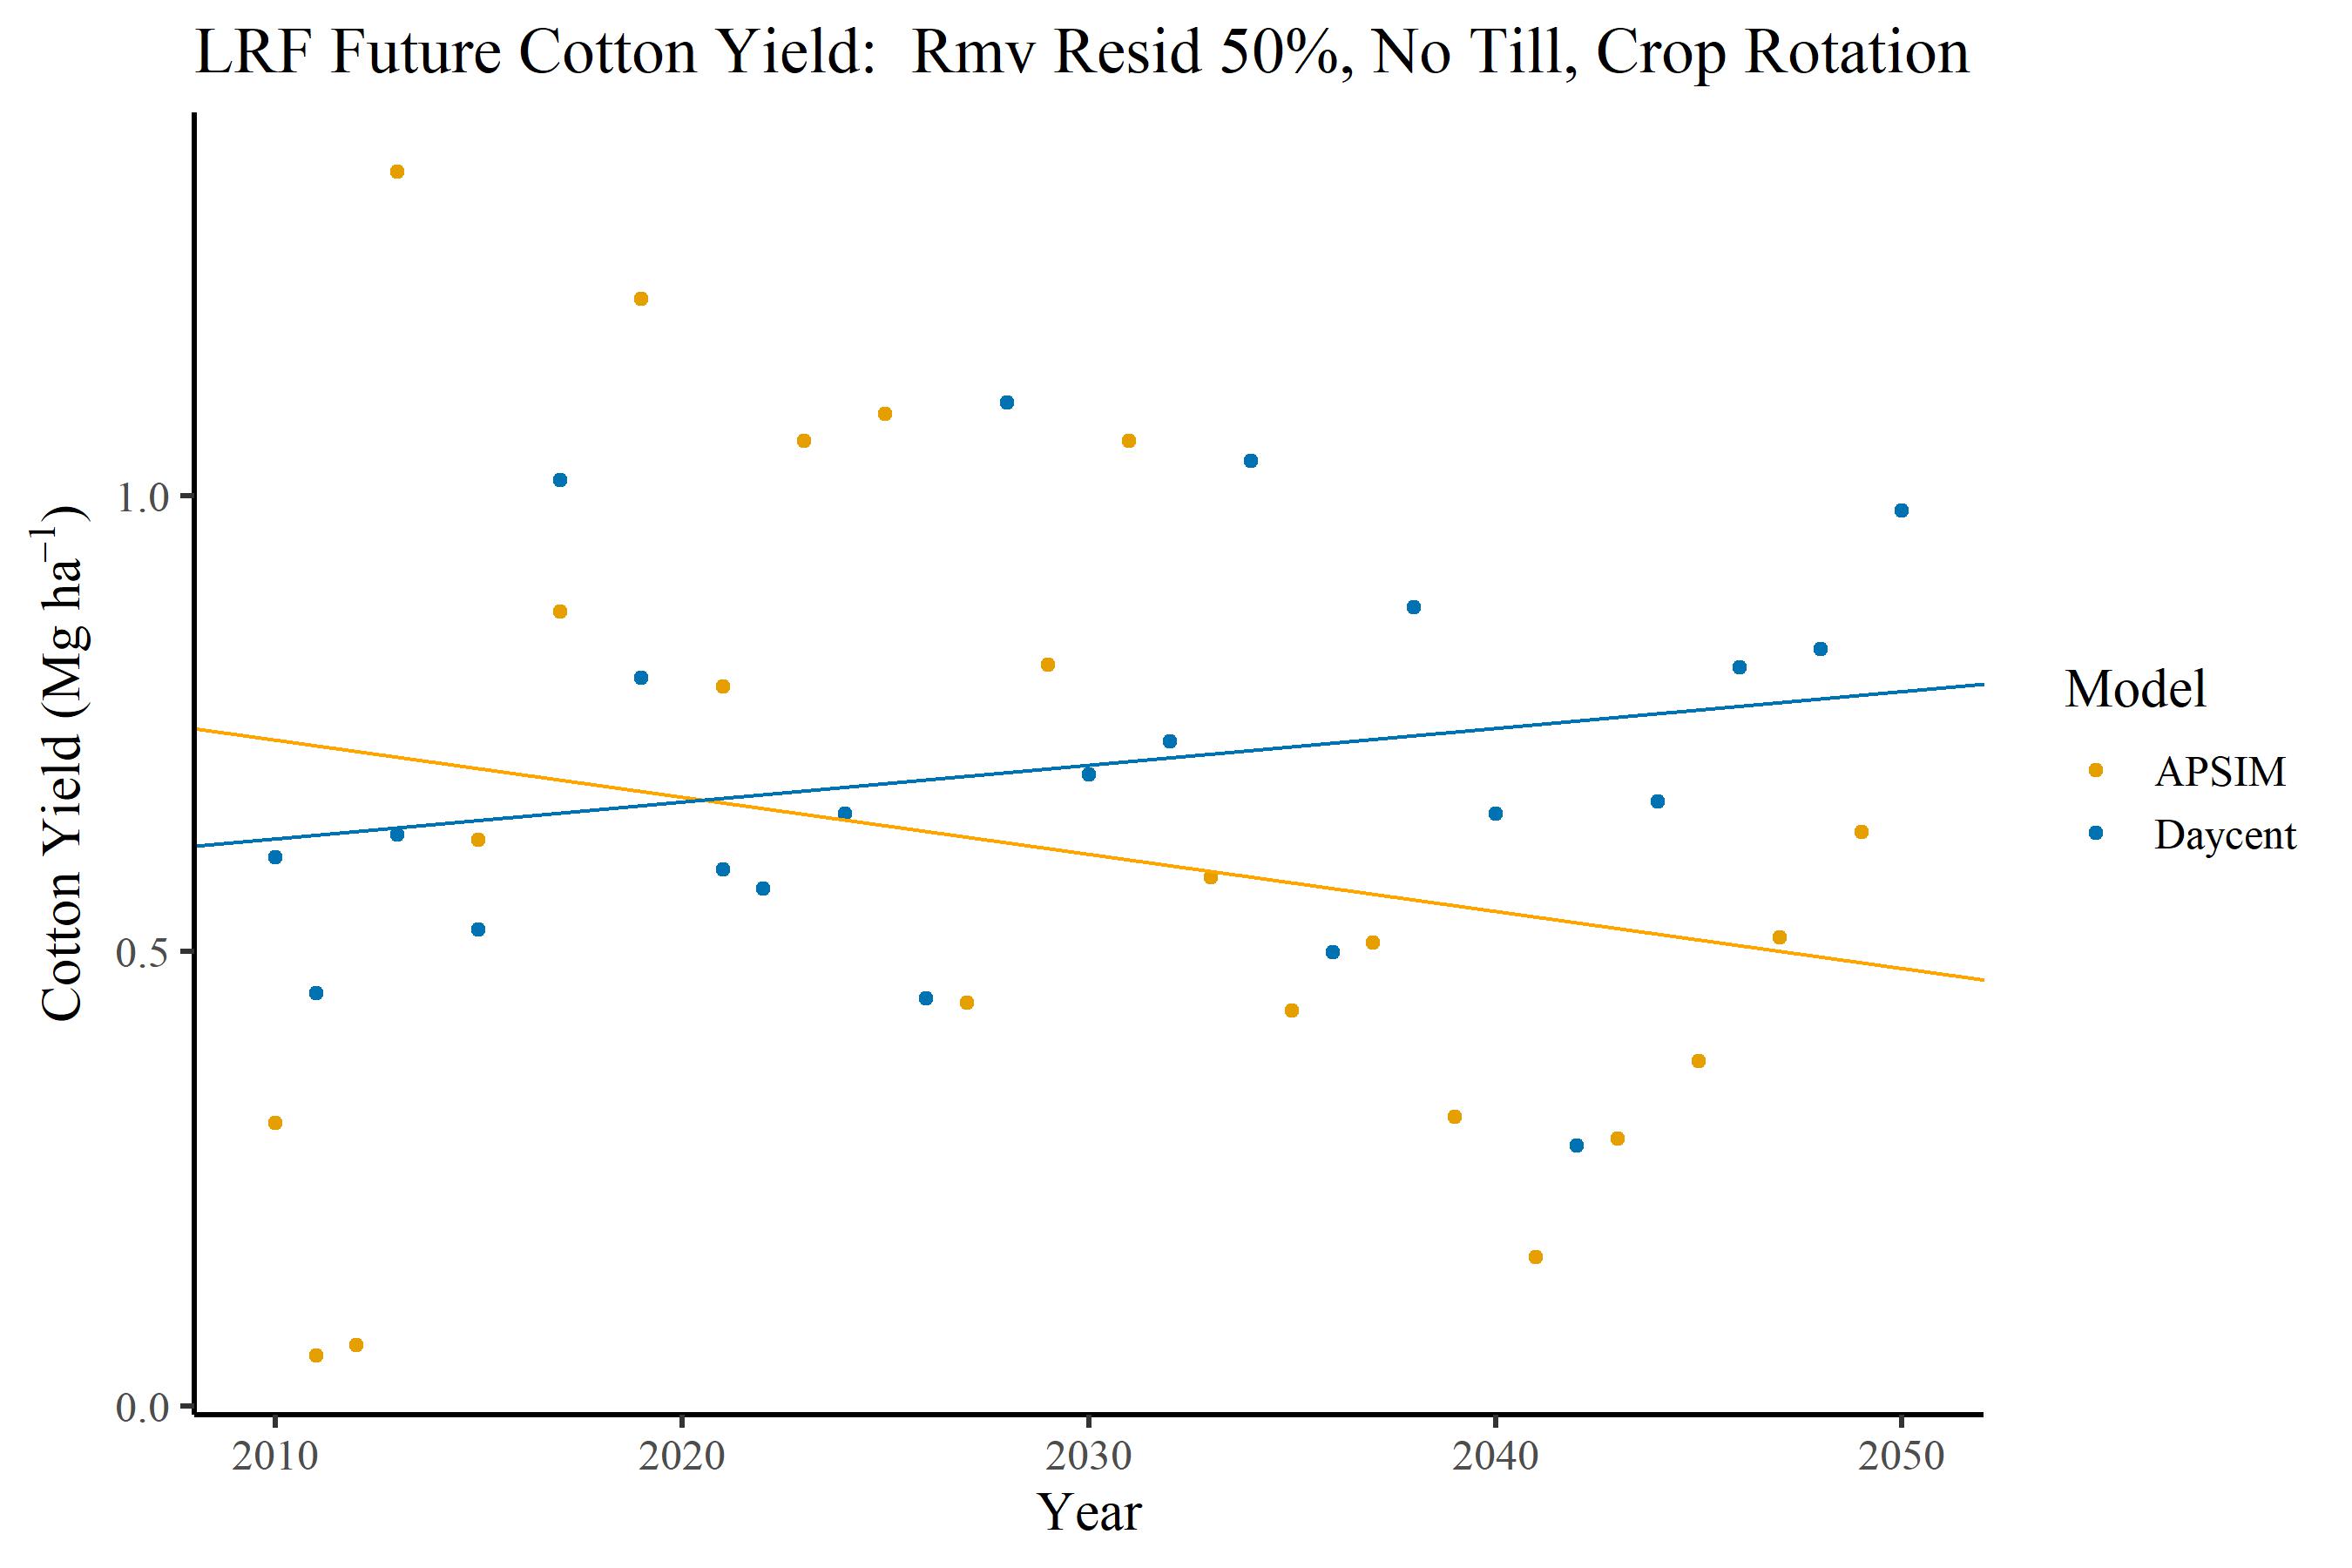 LRF Future Cotton Yield:  Rmv Resid 50%, No Till, Crop Rotation
Cotton Yield (Mg ha⁻¹)
1.0
0.5
0.0
2010 2020 2030 2040 2050
Year
Model
APSIM
Daycent